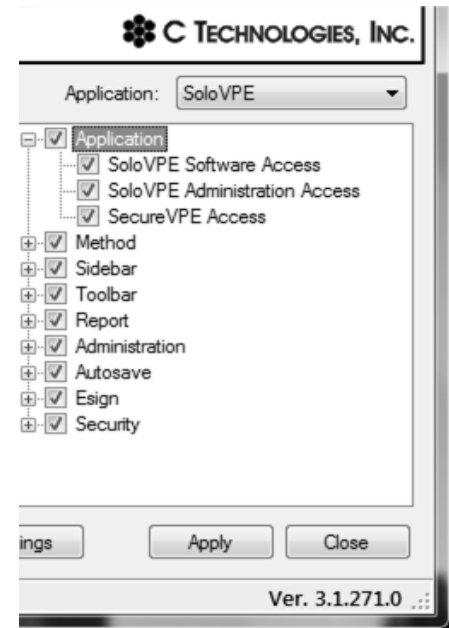 C TECHNOLOGIES, INC.
Application: SoloVPE
Application
SoloVPE Software Access
SoloVPE Administration Access
SecureVPE Access
Method
Sidebar
Toolbar
Report
Administration
Autosave
Esign
Security
ings Apply Close
Ver. 3.1.271.0